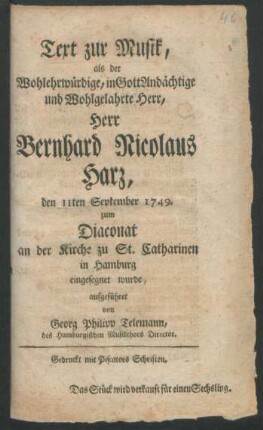 46
Text zur Musik,
als der
Wohlehrwürdige, in Gott Andächtige
und Wohlgelahrte Herr,
Herr
Bernhard Nicolaus
Harz,
den 11ten September 1749.
zum
Diaconat
an der Kirche zu St. Catharinen
in Hamburg
eingesegnet wurde,
aufgeführet
von
Georg Philipp Telemann,
des Hamburgischen Musikchors Director.
Gedruckt mit Piscators Schriften.
Das Stück wird verkauft für einen Sechsling.